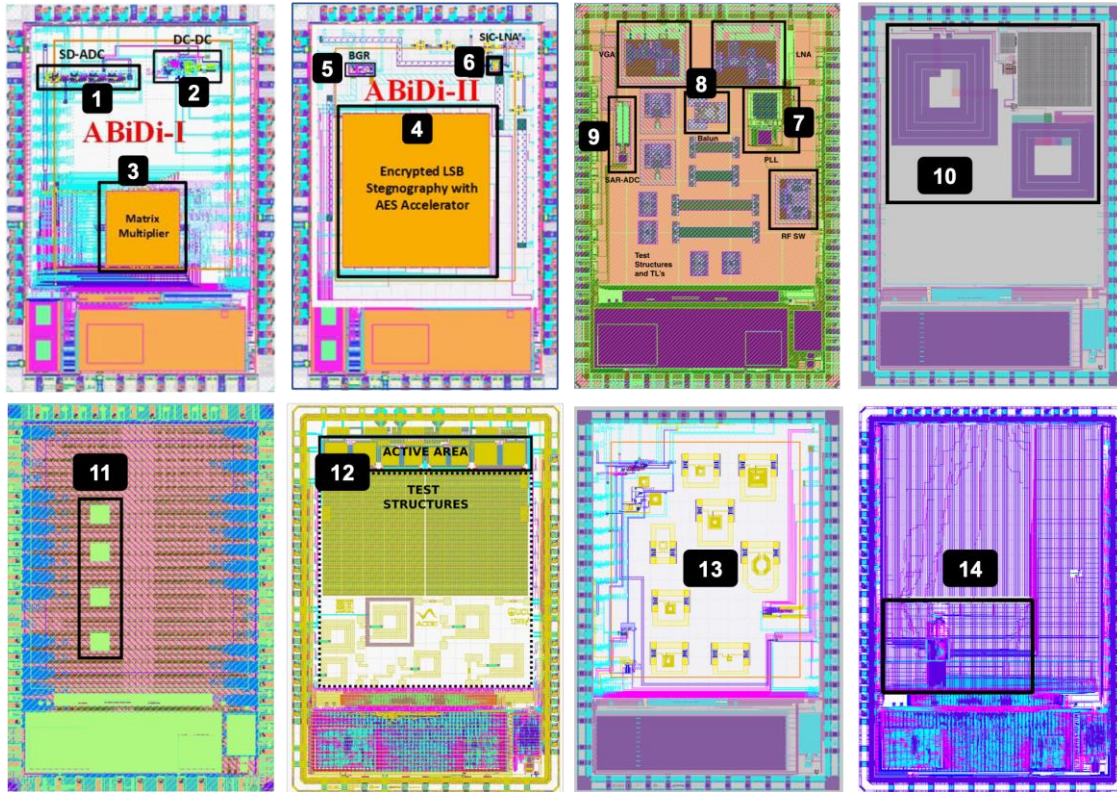 SD-ADC
DC-DC
1
2
ABiDi-I
3
Matrix
Multiplier
BGR
SIC-LNA
5
6
ABiDi-II
4
Encrypted LSB
Stegnography with
AES Accelerator
VGA
LNA
8
9
7
Balun
SAR-ADC
PLL
RF SW
Test
Structures
and TL's
10
11
ACTIVE AREA
12
TEST
STRUCTURES
13
14